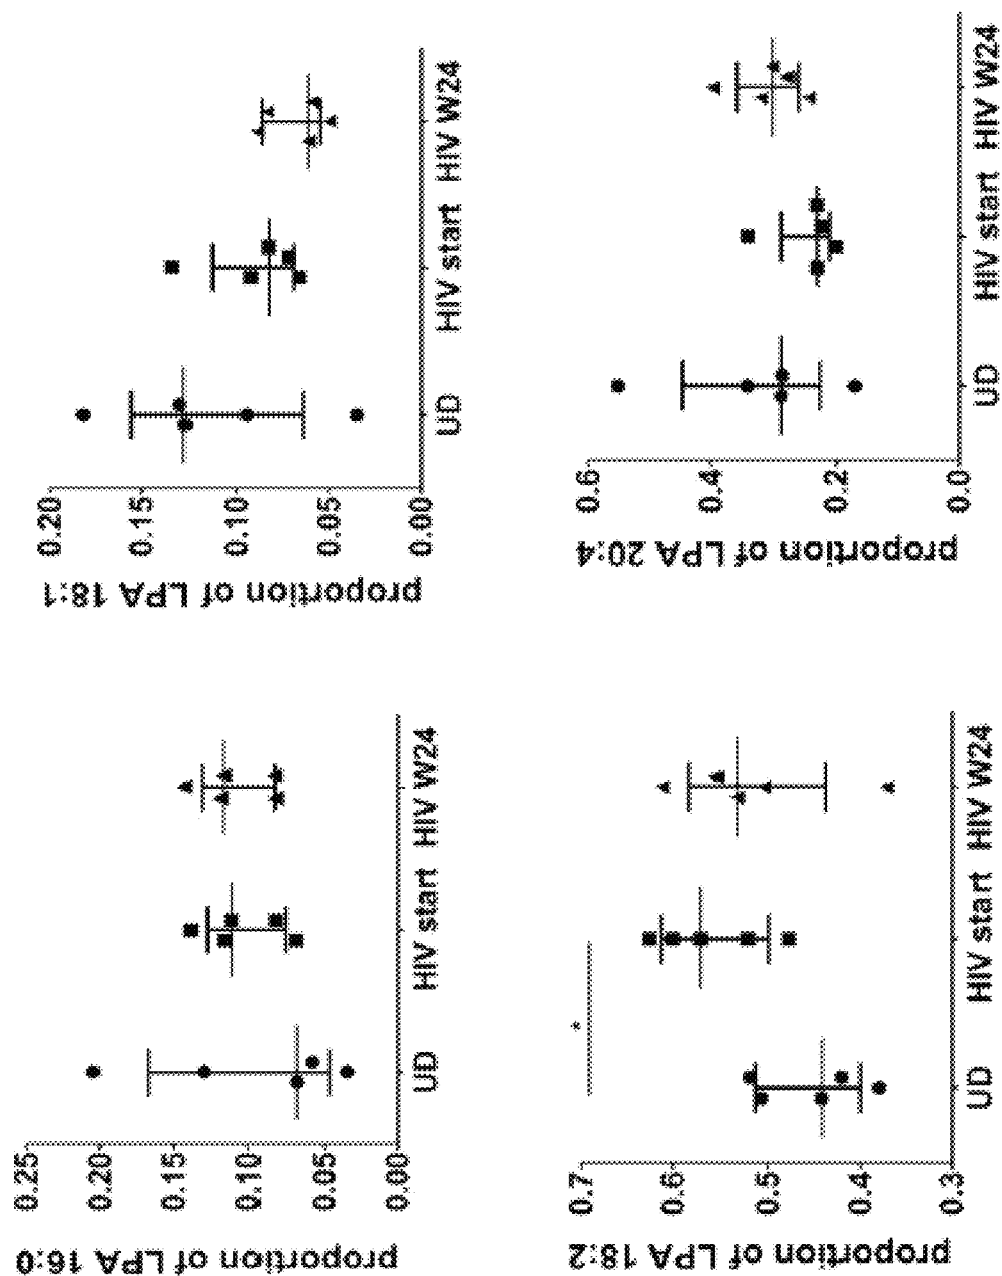 proportion of LPA 16:0
0.25
0.20
0.15
0.10
0.05
0.00
UD HIV start HIV W24
proportion of LPA 18:1
0.20
0.15
0.10
0.05
0.00
UD HIV start HIV W24
proportion of LPA 18:2
0.7
0.6
0.5
0.4
0.3
*
UD HIV start HIV W24
proportion of LPA 20:4
0.6
0.4
0.2
0.0
UD HIV start HIV W24